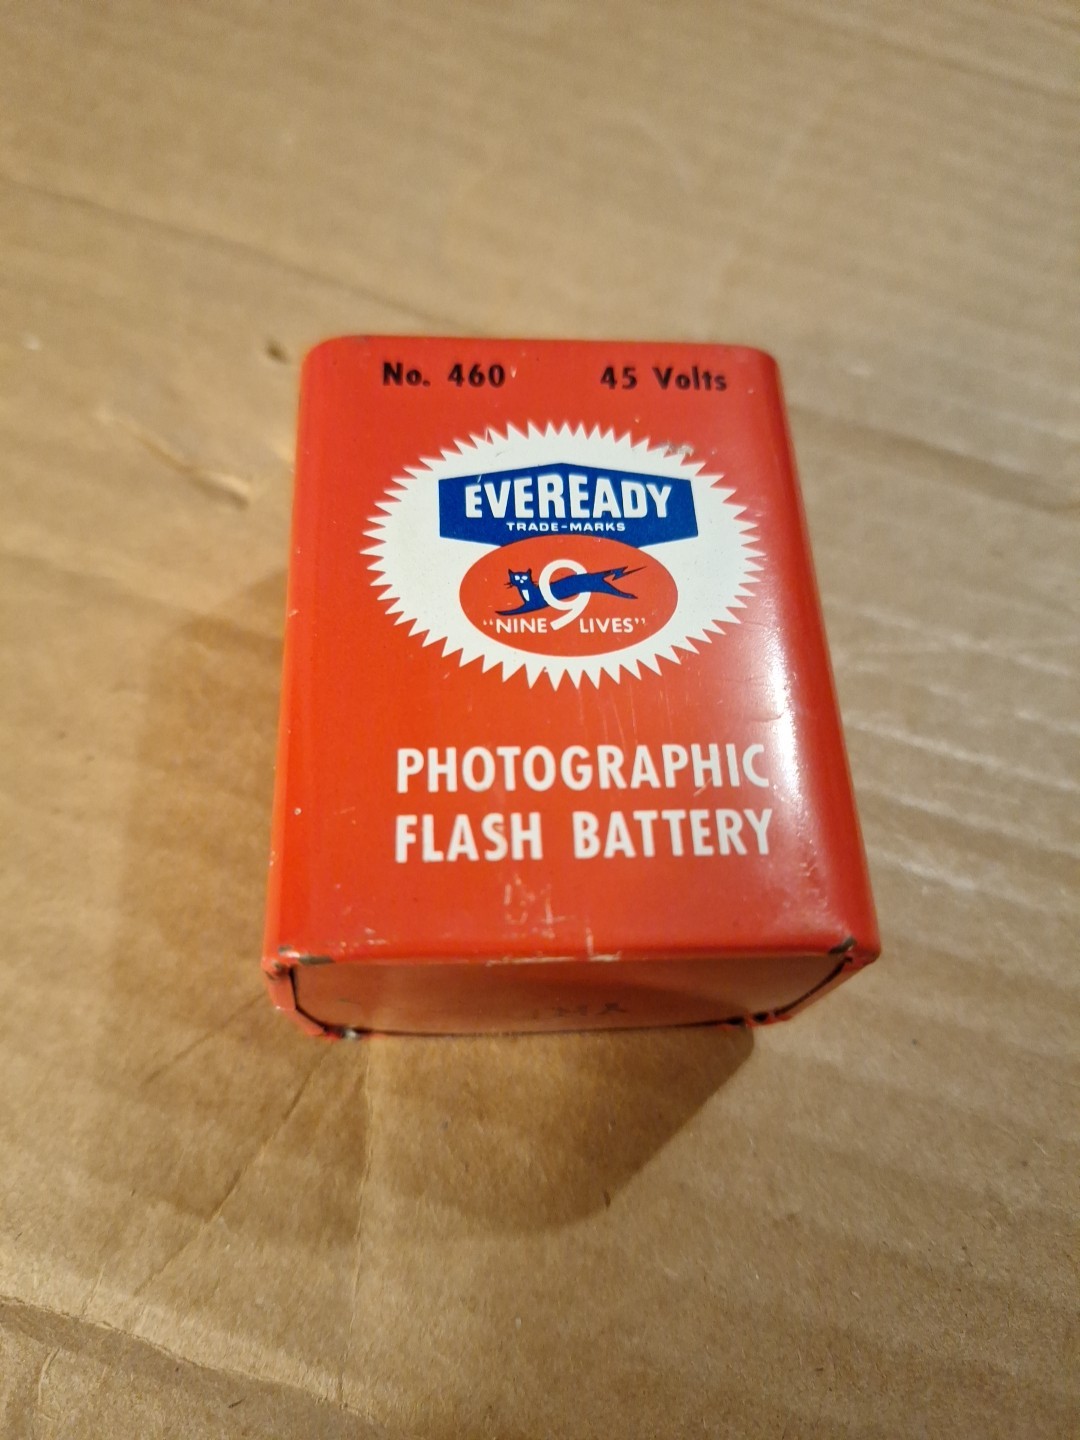 No. 460 45 Volts
EVEREADY
TRADE-MARKS
9
"NINE LIVES"
PHOTOGRAPHIC
FLASH BATTERY